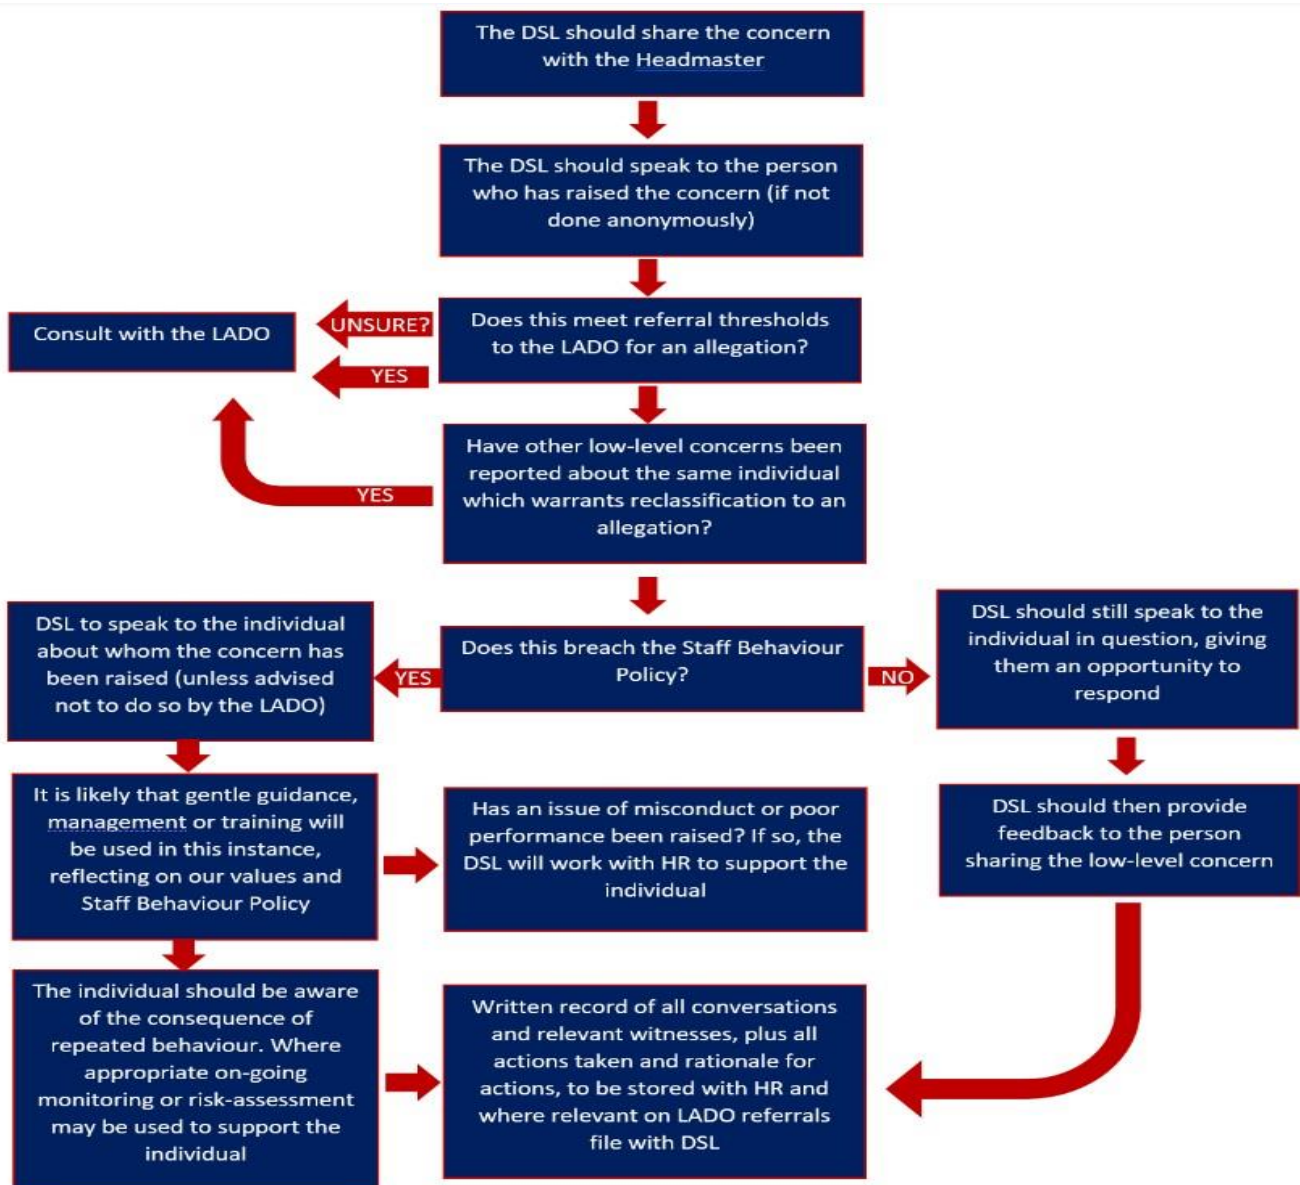 The DSL should share the concern
with the Headmaster
The DSL should speak to the person
who has raised the concern (if not
done anonymously)
Does this meet referral thresholds
to the LADO for an allegation?
UNSURE?
YES
Consult with the LADO
Have other low-level concerns been
reported about the same individual
which warrants reclassification to an
allegation?
YES
Does this breach the Staff Behaviour
Policy?
YES
NO
DSL to speak to the individual
about whom the concern has
been raised (unless advised
not to do so by the LADO)
DSL should still speak to the
individual in question, giving
them an opportunity to
respond
It is likely that gentle guidance,
management or training will
be used in this instance,
reflecting on our values and
Staff Behaviour Policy
Has an issue of misconduct or poor
performance been raised? If so, the
DSL will work with HR to support the
individual
DSL should then provide
feedback to the person
sharing the low-level concern
The individual should be aware
of the consequence of
repeated behaviour. Where
appropriate on-going
monitoring or risk-assessment
may be used to support the
individual
Written record of all conversations
and relevant witnesses, plus all
actions taken and rationale for
actions, to be stored with HR and
where relevant on LADO referrals
file with DSL